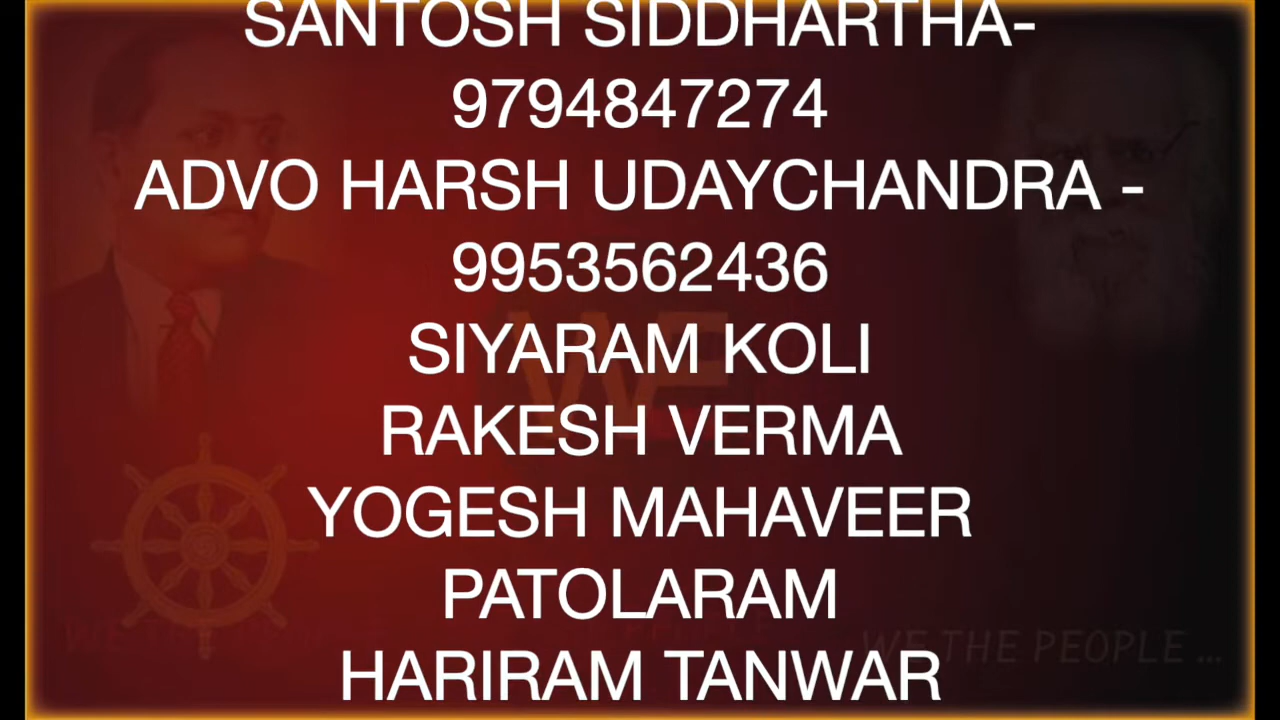 SANTOSH SIDDHARTHA-
9794847274
ADVO HARSH UDAYCHANDRA -
9953562436
SIYARAM KOLI
RAKESH VERMA
YOGESH MAHAVEER
PATOLARAM
HARIRAM TANWAR
WE
WE THE PEOPLE ...